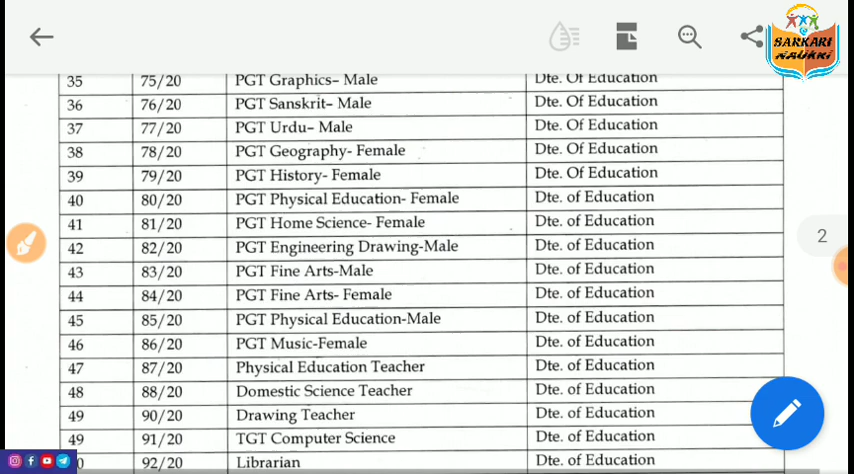 SARKARI
NAUKRI
35 75/20 PGT Graphics– Male Dte. Of Education
36 76/20 PGT Sanskrit– Male Dte. Of Education
37 77/20 PGT Urdu– Male Dte. Of Education
38 78/20 PGT Geography- Female Dte. Of Education
39 79/20 PGT History- Female Dte. Of Education
40 80/20 PGT Physical Education- Female Dte. of Education
41 81/20 PGT Home Science- Female Dte. of Education
42 82/20 PGT Engineering Drawing-Male Dte. of Education
43 83/20 PGT Fine Arts-Male Dte. of Education
44 84/20 PGT Fine Arts- Female Dte. of Education
45 85/20 PGT Physical Education-Male Dte. of Education
46 86/20 PGT Music-Female Dte. of Education
47 87/20 Physical Education Teacher Dte. of Education
48 88/20 Domestic Science Teacher Dte. of Education
49 90/20 Drawing Teacher Dte. of Education
49 91/20 TGT Computer Science Dte. of Education
92/20 Librarian Dte. of Education
2